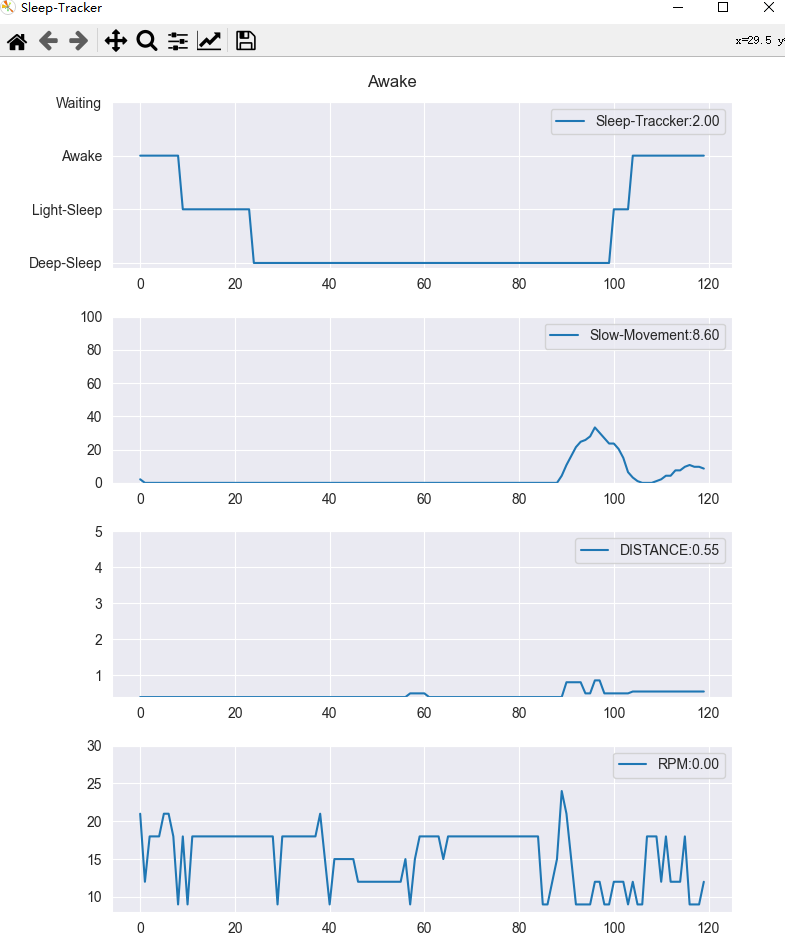 Sleep-Tracker
x=29.5 y=
Awake
Waiting
Sleep-Traccker:2.00
Awake
Light-Sleep
Deep-Sleep
0 20 40 60 80 100 120
100
Slow-Movement:8.60
80
60
40
20
0
0 20 40 60 80 100 120
5
DISTANCE:0.55
4
3
2
1
0 20 40 60 80 100 120
30
RPM:0.00
25
20
15
10
0 20 40 60 80 100 120